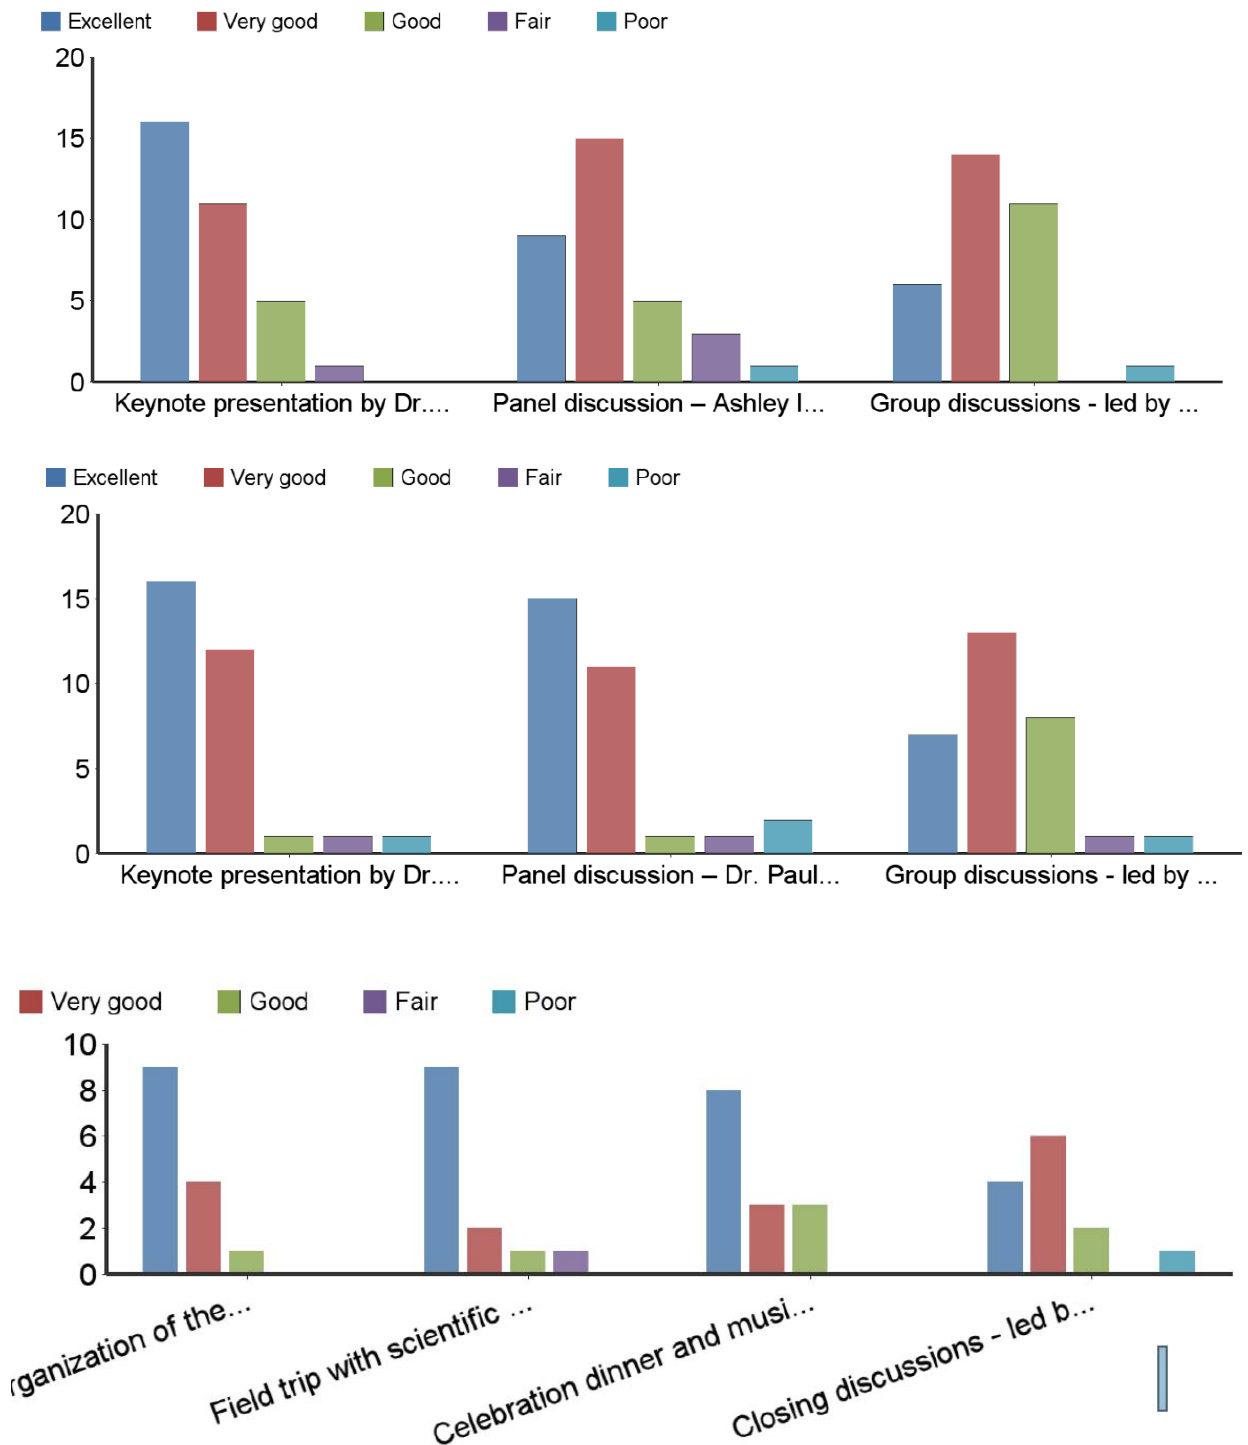 Excellent Very good Good Fair Poor
20
15
10
5
0
Keynote presentation by Dr.... Panel discussion – Ashley I... Group discussions - led by ...
Excellent Very good Good Fair Poor
20
15
10
5
0
Keynote presentation by Dr.... Panel discussion – Dr. Paul... Group discussions - led by ...
Very good Good Fair Poor
10
8
6
4
2
0
rganization of the... Field trip with scientific ... Celebration dinner and musi... Closing discussions - led b...